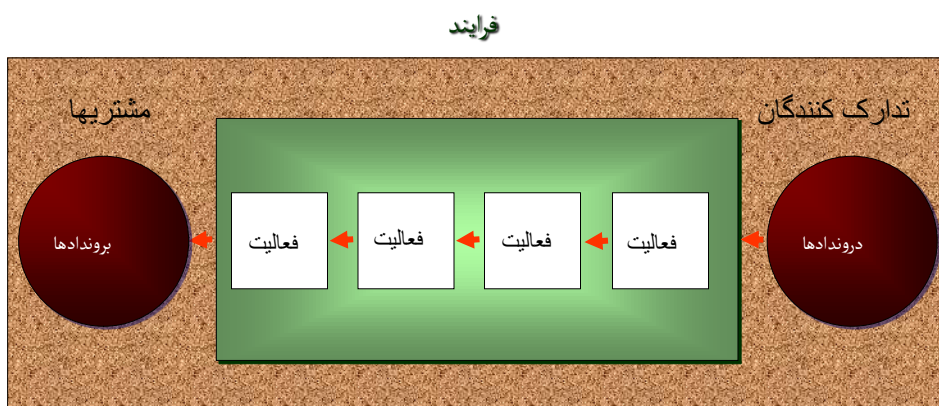 فرایند
تدارک کنندگان
مشتریها
دروندادها
فعالیت
فعالیت
فعالیت
فعالیت
بروندادها